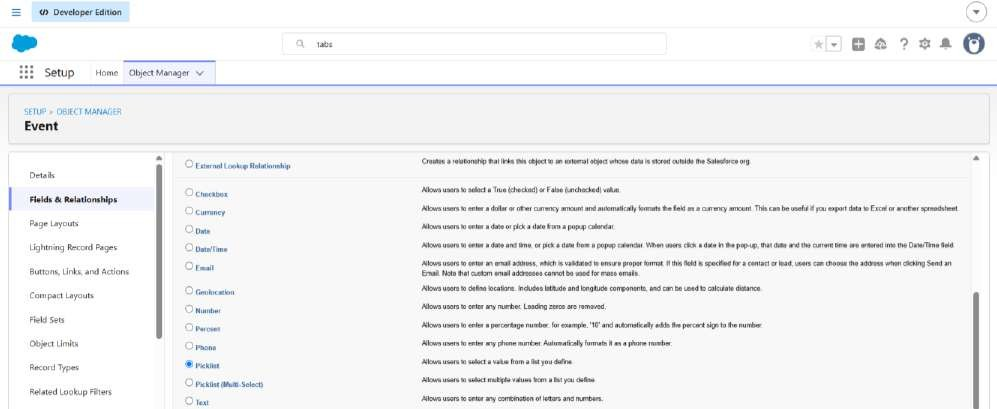 </> Developer Edition
tabs
Setup
Home
Object Manager
SETUP > OBJECT MANAGER
Event
Details
Fields & Relationships
Page Layouts
Lightning Record Pages
Buttons, Links, and Actions
Compact Layouts
Field Sets
Object Limits
Record Types
Related Lookup Filters
External Lookup Relationship Creates a relationship that links this object to an external object whose data is stored outside the Salesforce org.
Checkbox Allows users to select a True (checked) or False (unchecked) value.
Currency Allows users to enter a dollar or other currency amount and automatically formats the field as a currency amount. This can be useful if you export data to Excel or another spreadsheet.
Date Allows users to enter a date or pick a date from a popup calendar.
Date/Time Allows users to enter a date and time, or pick a date from a popup calendar. When users click a date in the pop-up, that date and the current time are entered into the Date/Time field.
Email Allows users to enter an email address, which is validated to ensure proper format. If this field is specified for a contact or lead, users can choose the address when clicking Send an
Email. Note that custom email addresses cannot be used for mass emails.
Geolocation Allows users to define locations. Includes latitude and longitude components, and can be used to calculate distance.
Number Allows users to enter any number. Leading zeros are removed.
Percent Allows users to enter a percentage number, for example, '10' and automatically adds the percent sign to the number.
Phone Allows users to enter any phone number. Automatically formats it as a phone number.
Picklist Allows users to select a value from a list you define.
Picklist (Multi-Select) Allows users to select multiple values from a list you define.
Text Allows users to enter any combination of letters and numbers.